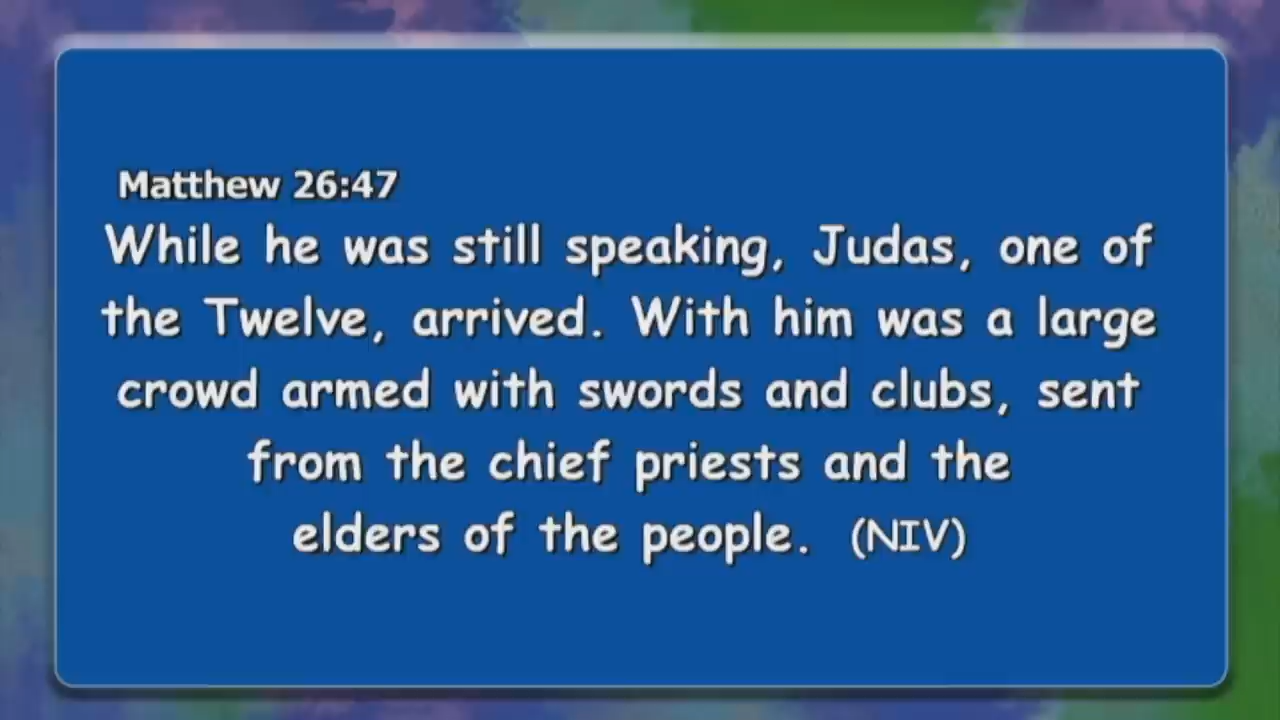 Matthew 26:47
While he was still speaking, Judas, one of
the Twelve, arrived. With him was a large
crowd armed with swords and clubs, sent
from the chief priests and the
elders of the people. (NIV)